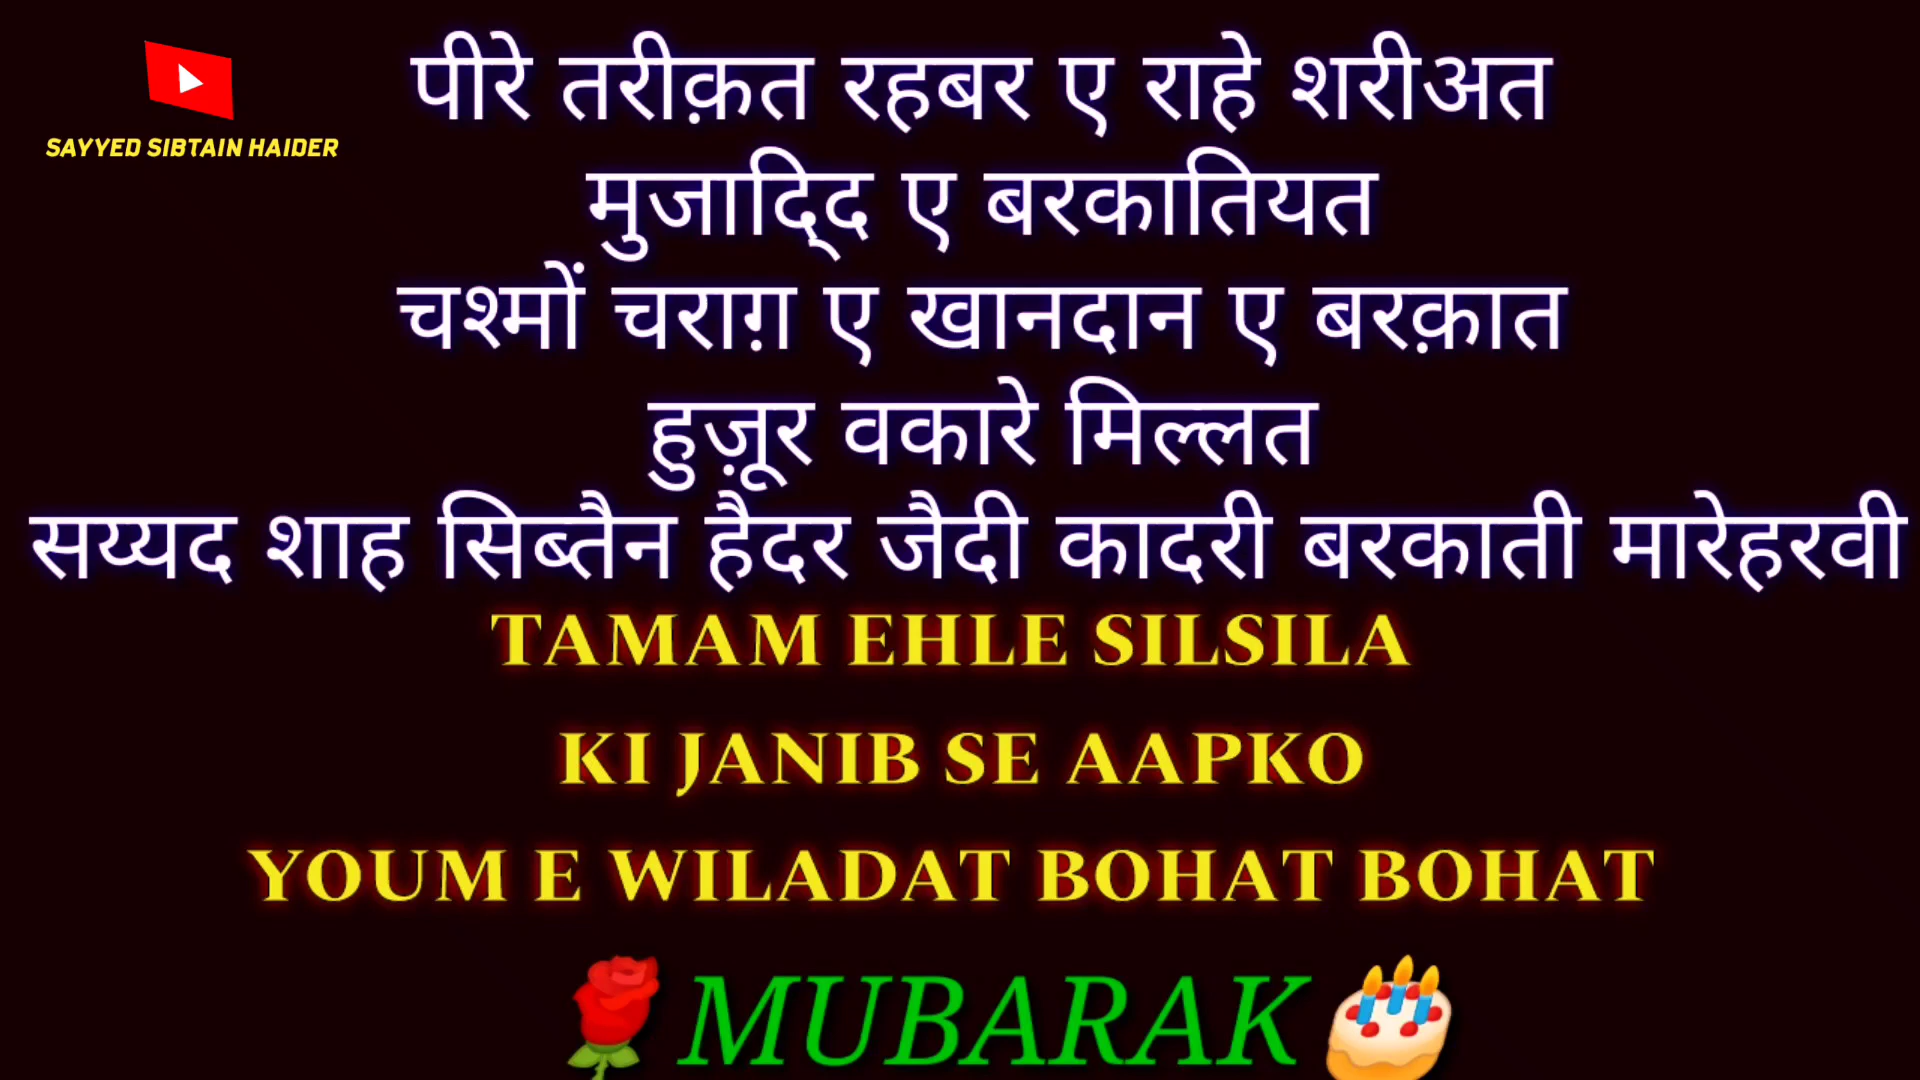 SAYYED SIBTAIN HAIDER
पीरे तरीक़त रहबर ए राहे शरीअत
मुजादि्दि ए बरकातियत
चश्मों चराग़ ए खानदान ए बरक़ात
हुज़ूर वकारे मिल्लत
सय्यद शाह सिब्तैन हैदर जैदी कादरी बरकाती मारेहरवी
TAMAM EHLE SILSILA
KI JANIB SE AAPKO
YOUM E WILADAT BOHAT BOHAT
🌹MUBARAK🎂